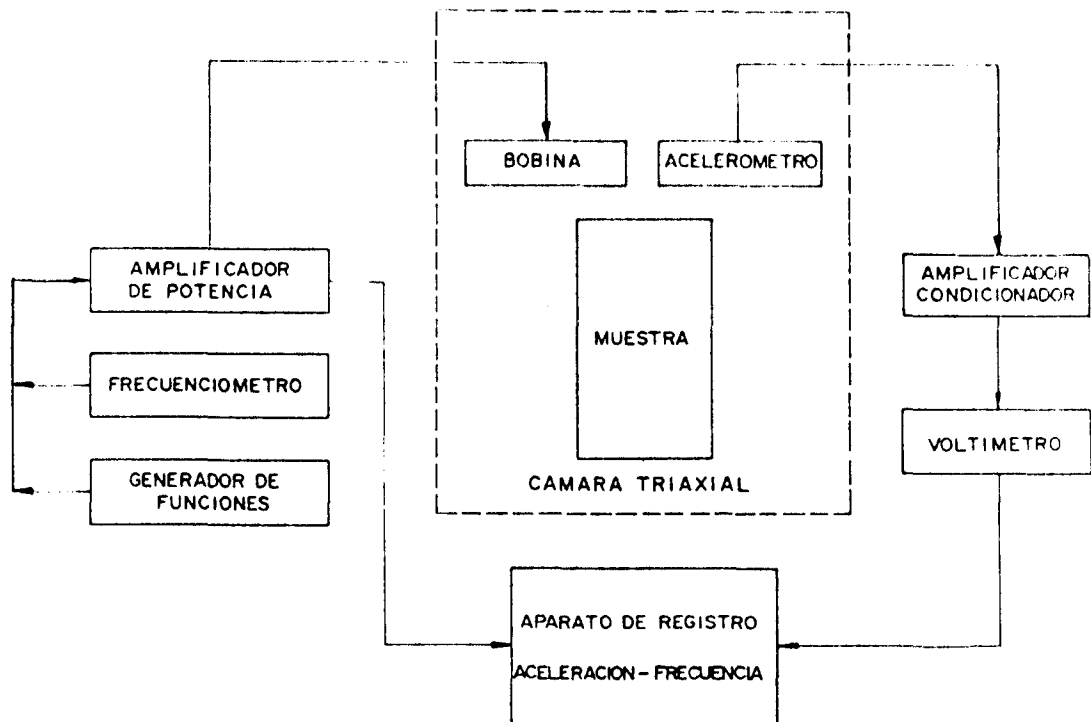 BOBINA
ACELEROMETRO
AMPLIFICADOR
DE POTENCIA
AMPLIFICADOR
CONDICIONADOR
MUESTRA
FRECUENCIOMETRO
VOLTIMETRO
GENERADOR DE
FUNCIONES
CAMARA TRIAXIAL
APARATO DE REGISTRO
ACELERACION - FRECUENCIA